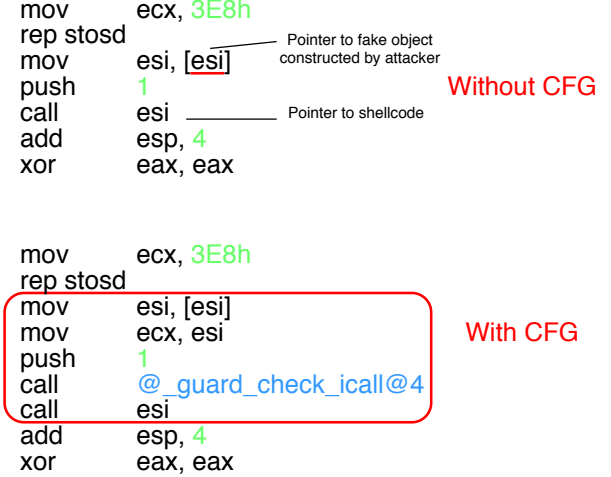 mov ecx, 3E8h
rep stosd
mov esi, [esi]
Pointer to fake object
constructed by attacker
push 1
Without CFG
call esi
Pointer to shellcode
add esp, 4
xor eax, eax
mov ecx, 3E8h
rep stosd
mov esi, [esi]
mov ecx, esi
With CFG
push 1
call @_guard_check_icall@4
call esi
add esp, 4
xor eax, eax